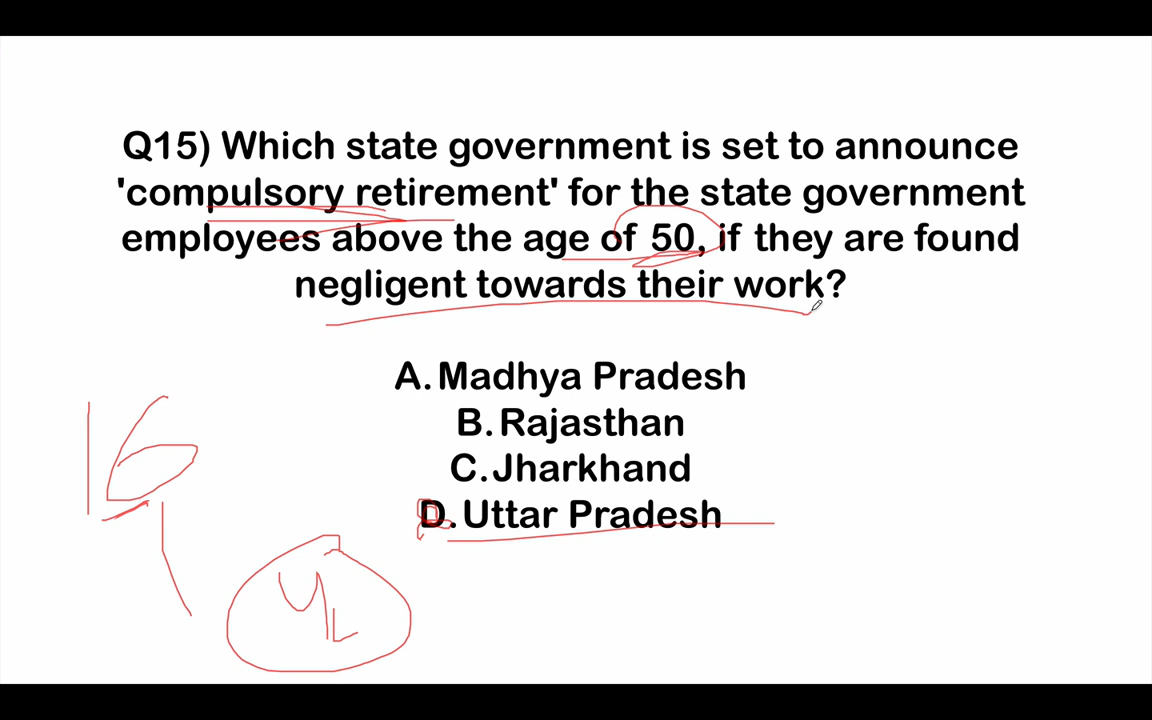 Q15) Which state government is set to announce
'compulsory retirement' for the state government
employees above the age of 50, if they are found
negligent towards their work?
A. Madhya Pradesh
B. Rajasthan
C. Jharkhand
D. Uttar Pradesh